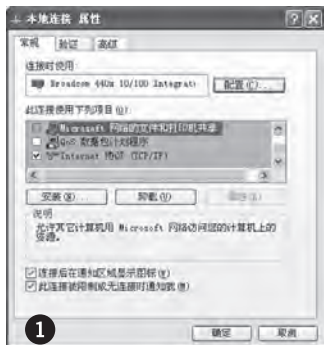 本地连接 属性
常规 验证 高级
连接时使用:
Broadcom 440x 10/100 Integrat
配置(C)...
此连接使用下列项目(O):
Microsoft 网络的文件和打印机共享
QoS 数据包计划程序
Internet 协议 (TCP/IP)
安装(N)... 卸载(U)
说明
允许其它计算机用 Microsoft 网络访问您的计算机上的
资源。
连接后在通知区域显示图标(W)
此连接被限制或无连接时通知我(M)
确定 取消
1